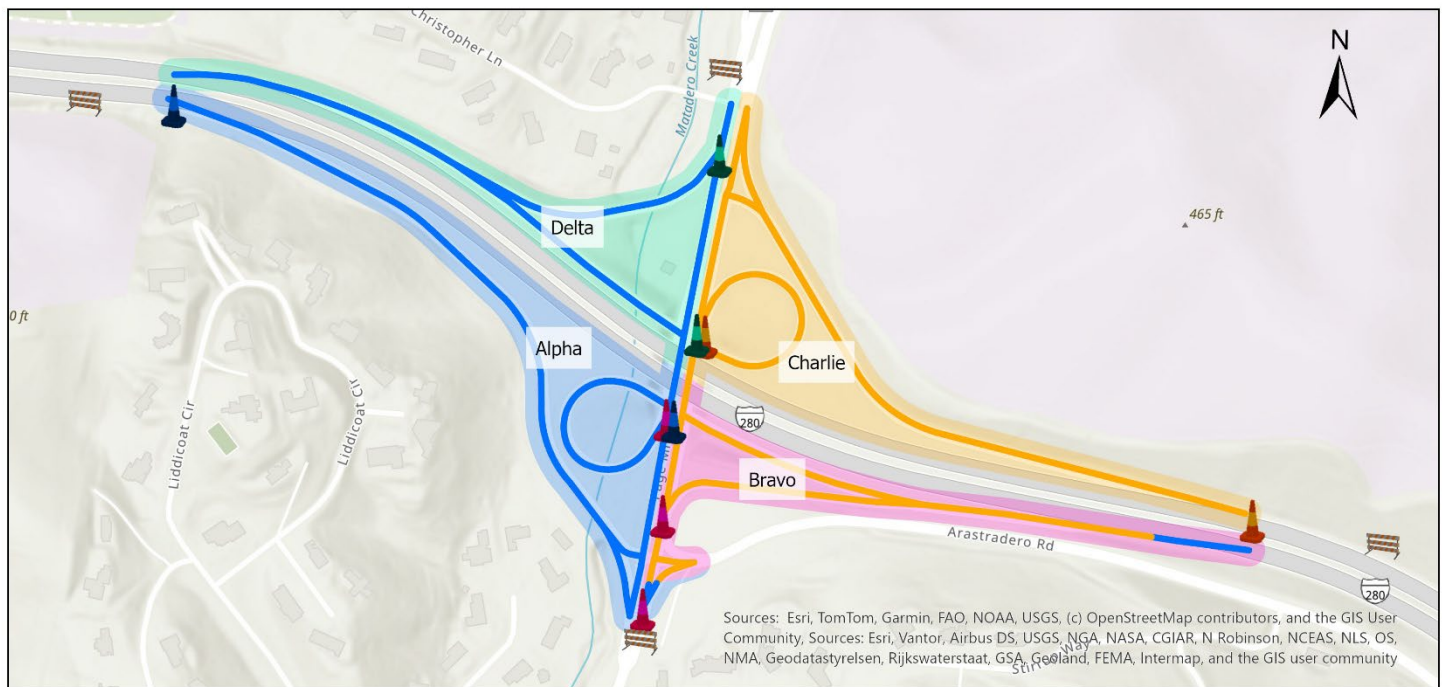 Christopher Ln
Matadero Creek
N
465 ft
Delta
0 ft
Alpha
Charlie
280
Liddicoat Cir
Liddicoat Cir
Bravo
Arastradero Rd
280
Sources: Esri, TomTom, Garmin, FAO, NOAA, USGS, (c) OpenStreetMap contributors, and the GIS User
Community, Sources: Esri, Vantor, Airbus DS, USGS, NGA, NASA, CGIAR, N Robinson, NCEAS, NLS, OS,
NMA, Geodatastyrelsen, Rijkswaterstaat, GSA, Geoland, FEMA, Intermap, and the GIS user community